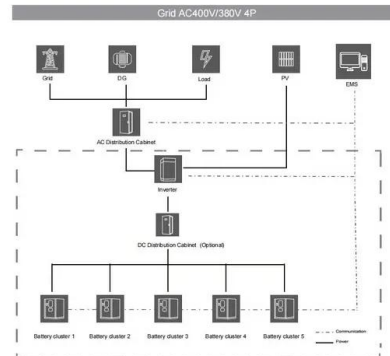 Grid AC400V/380V 4P
Grid
DG
Load
PV
EMS
AC Distribution Cabinet
Inverter
DC Distribution Cabinet (Optional)
Battery cluster 1
Battery cluster 2
Battery cluster 3
Battery cluster 4
Battery cluster 5
Communication
Power